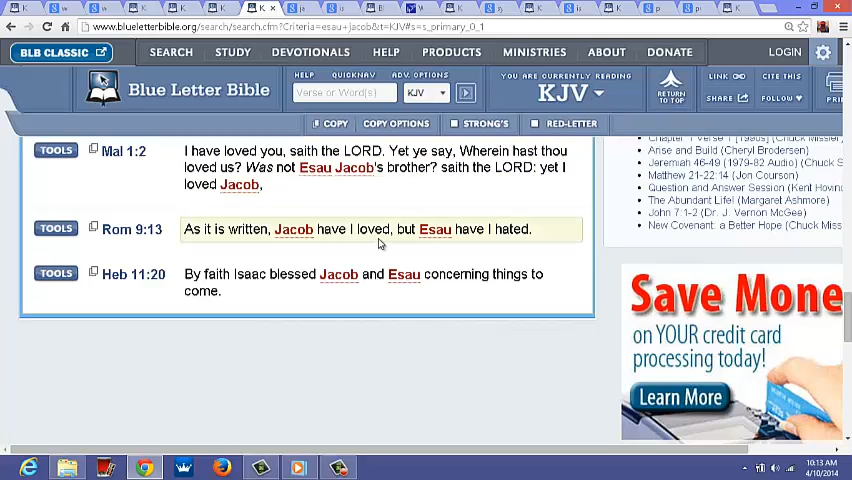 www.blueletterbible.org/search/search.cfm?Criteria=esau+jacob&t=KJV#s=s_primary_0_1
BLB CLASSIC
SEARCH STUDY DEVOTIONALS HELP PRODUCTS MINISTRIES ABOUT DONATE LOGIN
HELP QUICKNAV ADV. OPTIONS
Blue Letter Bible
Verse or Word(s)
KJV
YOU ARE CURRENTLY READING
KJV
RETURN
TO TOP
LINK CITE THIS
SHARE FOLLOW
COPY COPY OPTIONS STRONG'S RED-LETTER
TOOLS Mal 1:2 I have loved you, saith the LORD. Yet ye say, Wherein hast thou
loved us? Was not Esau Jacob's brother? saith the LORD: yet I
loved Jacob,
TOOLS Rom 9:13 As it is written, Jacob have I loved, but Esau have I hated.
TOOLS Heb 11:20 By faith Isaac blessed Jacob and Esau concerning things to
come.
Arise and Build (Cheryl Brodersen)
Jeremiah 46-49 (1979-82 Audio) (Chuck S
Matthew 21-22:14 (Jon Courson)
Question and Answer Session (Kent Hovin
The Abundant Life! (Margaret Ashmore)
John 7:1-2 (Dr. J. Vernon McGee)
New Covenant: a Better Hope (Chuck Miss
Save Mone
on YOUR credit card
processing today!
Learn More
10:13 AM
4/10/2014